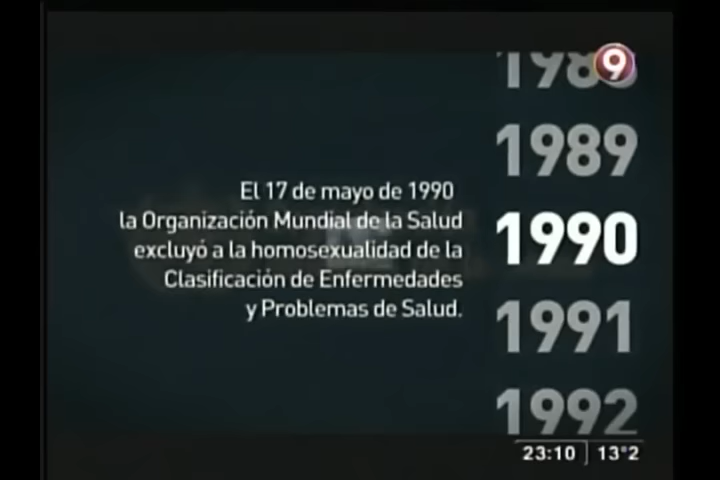 El 17 de mayo de 1990
la Organización Mundial de la Salud
excluyó a la homosexualidad de la
Clasificación de Enfermedades
y Problemas de Salud.
9
1989
1990
1991
1992
23:10 13°2